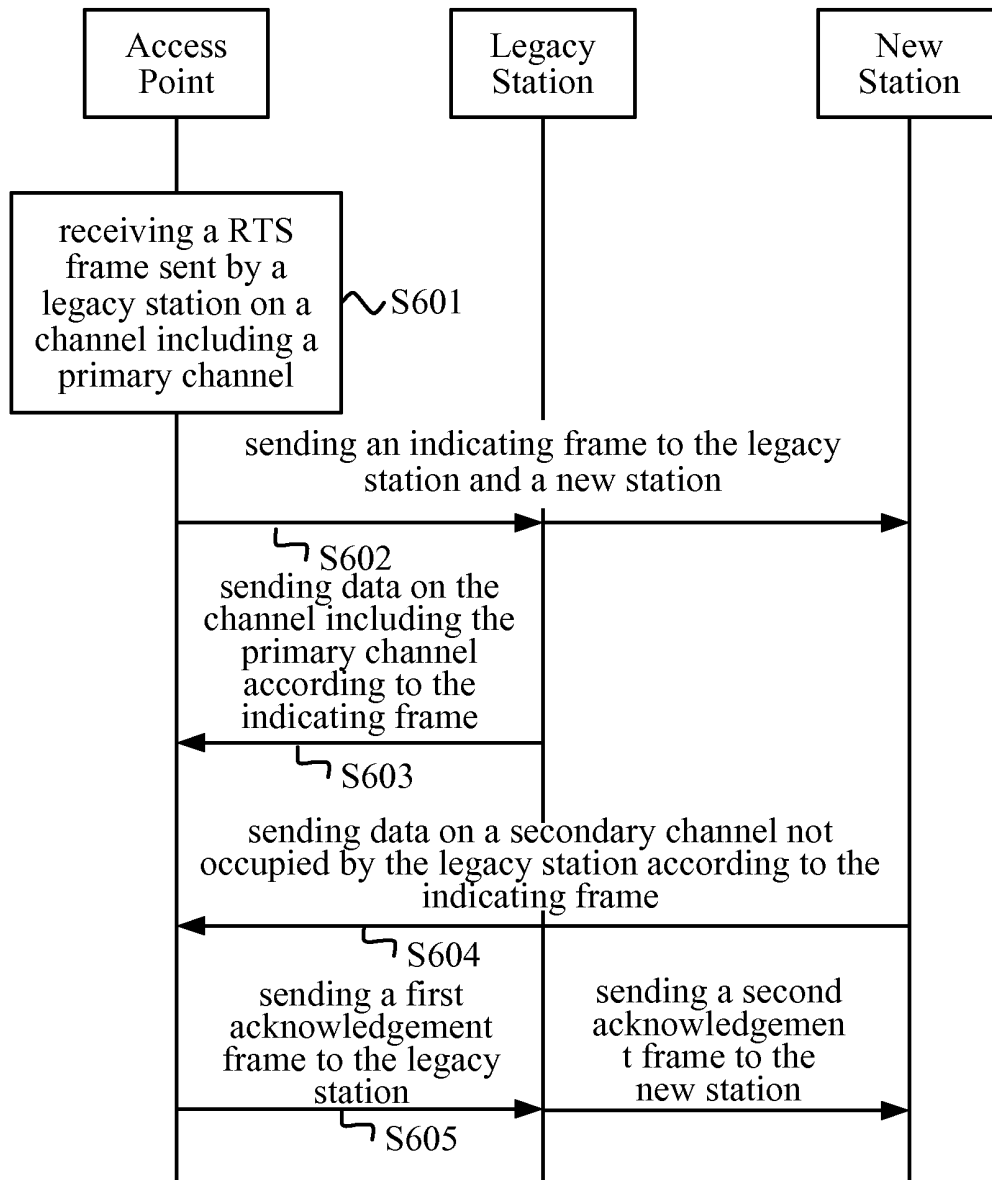 Access
Point
Legacy
Station
New
Station
receiving a RTS
frame sent by a
legacy station on a
channel including a
primary channel
S601
sending an indicating frame to the legacy
station and a new station
S602
sending data on the
channel including the
primary channel
according to the
indicating frame
S603
sending data on a secondary channel not
occupied by the legacy station according to the
indicating frame
S604
sending a first
acknowledgement
frame to the legacy
station
sending a second
acknowledgemen
t frame to the
new station
S605